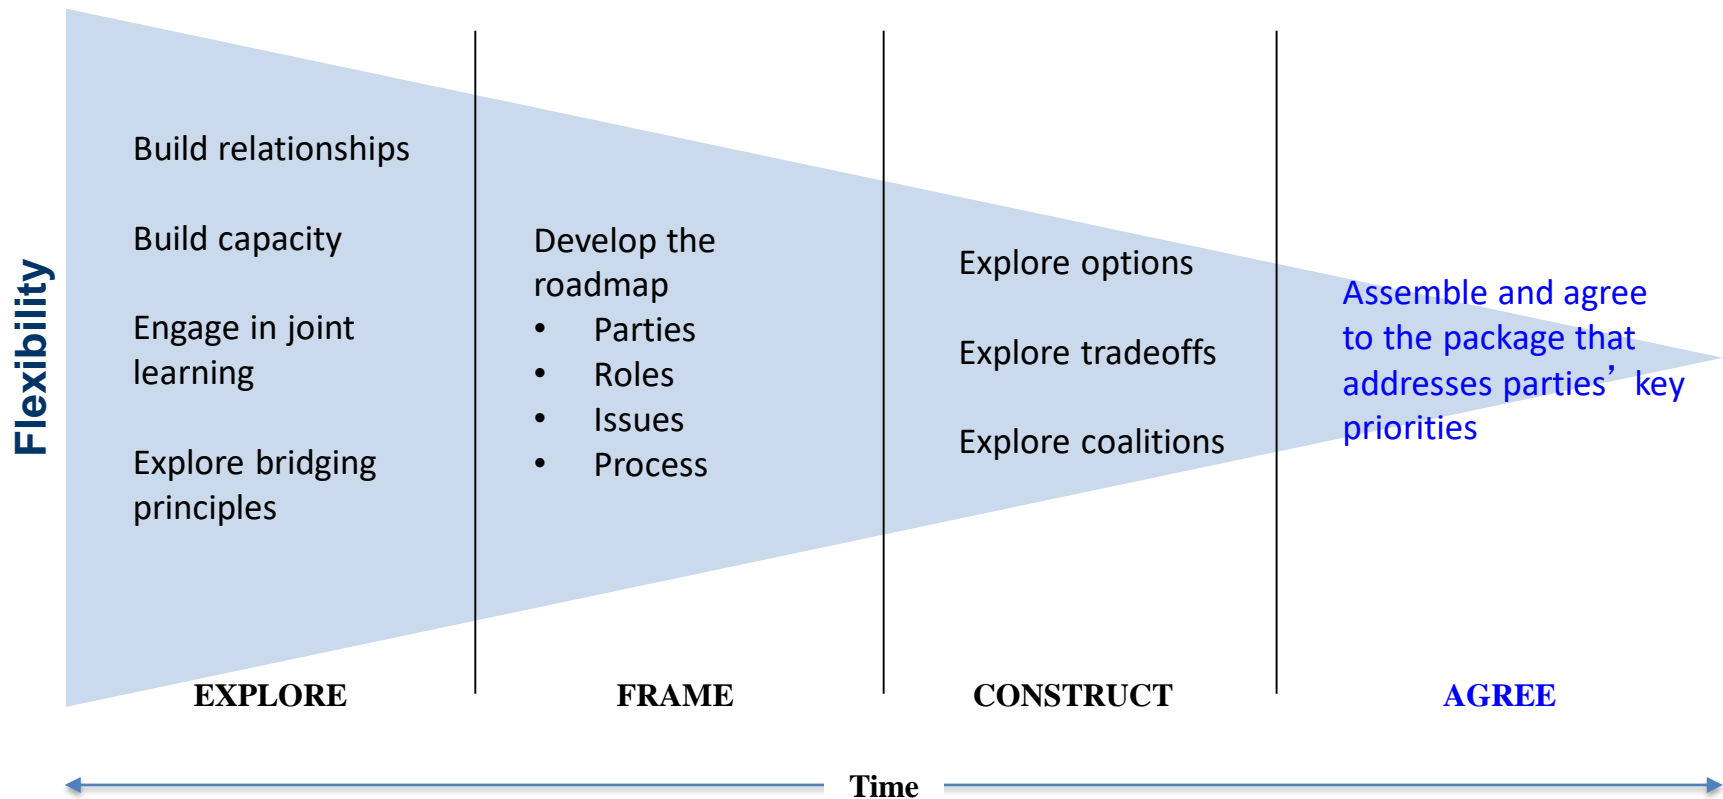 Flexibility
Build relationships
Build capacity
Engage in joint
learning
Explore bridging
principles
EXPLORE
Develop the
roadmap
• Parties
• Roles
• Issues
• Process
FRAME
Explore options
Explore tradeoffs
Explore coalitions
CONSTRUCT
Assemble and agree
to the package that
addresses parties’ key
priorities
AGREE
Time